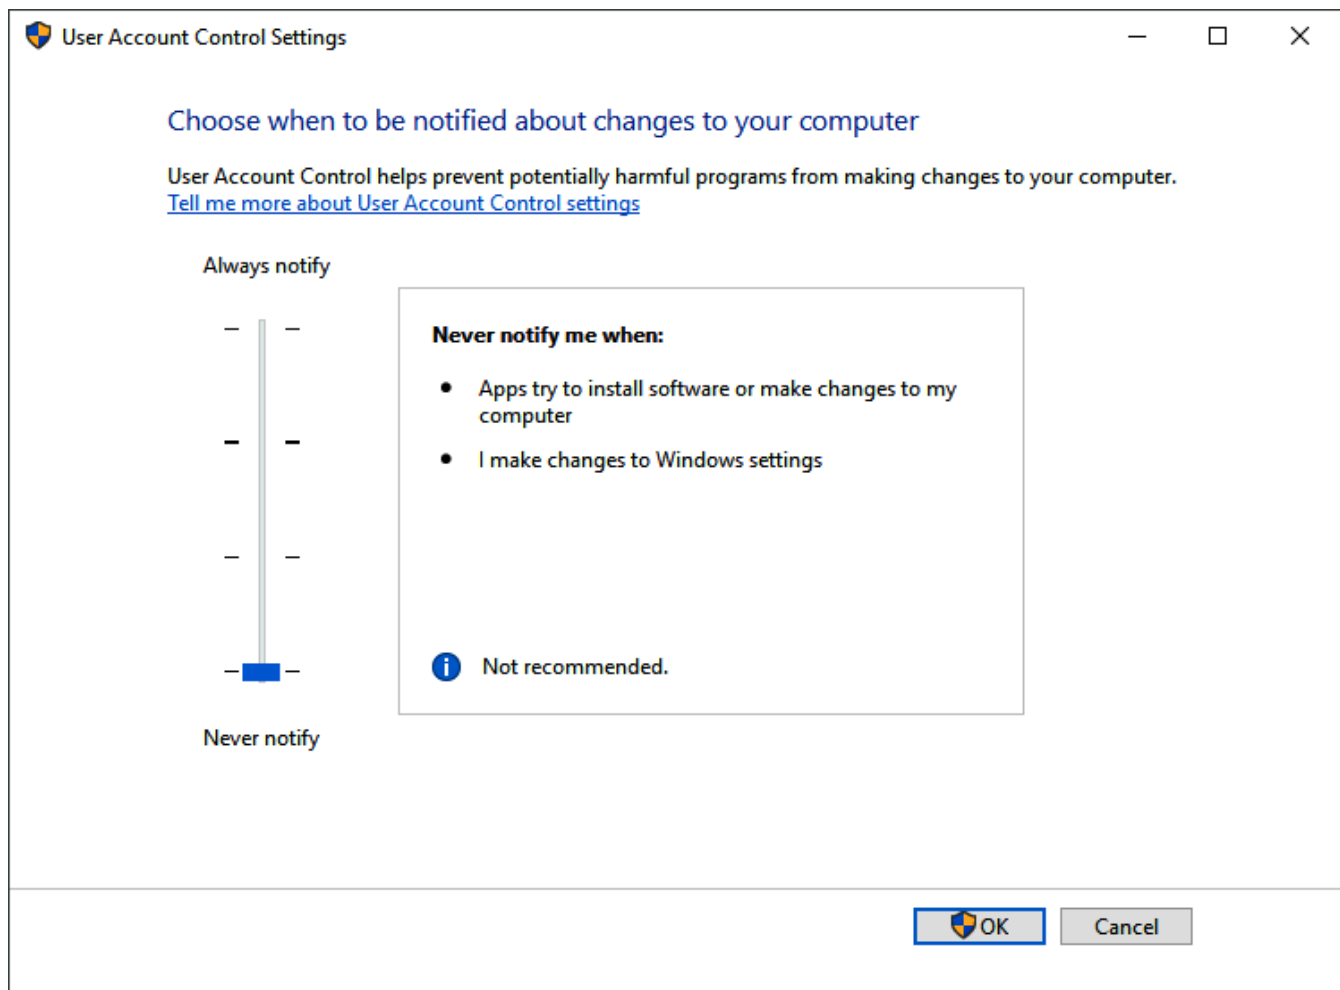 User Account Control Settings
Choose when to be notified about changes to your computer
User Account Control helps prevent potentially harmful programs from making changes to your computer.
Tell me more about User Account Control settings
Always notify
Never notify me when:
Apps try to install software or make changes to my
computer
I make changes to Windows settings
Not recommended.
Never notify
OK
Cancel